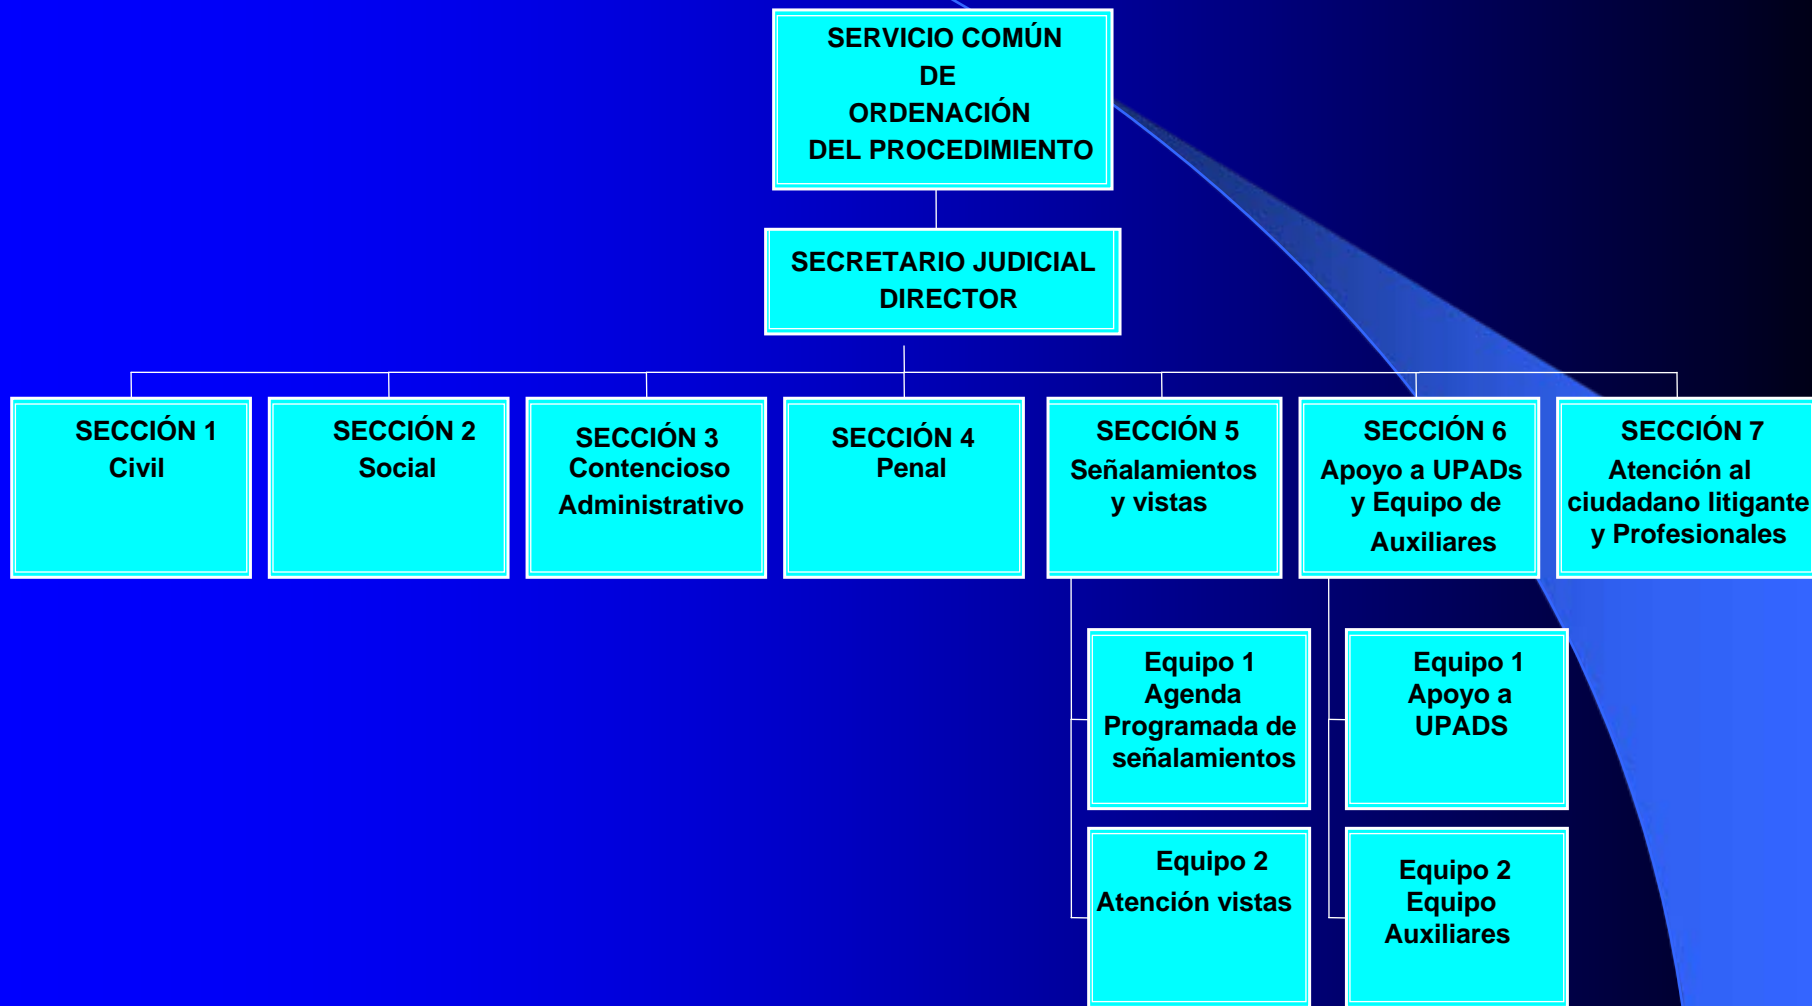 SERVICIO COMÚN
DE
ORDENACIÓN
DEL PROCEDIMIENTO
SECRETARIO JUDICIAL
DIRECTOR
SECCIÓN 1
Civil
SECCIÓN 2
Social
SECCIÓN 3
Contencioso
Administrativo
SECCIÓN 4
Penal
SECCIÓN 5
Señalamientos
y vistas
SECCIÓN 6
Apoyo a UPADs
y Equipo de
Auxiliares
SECCIÓN 7
Atención al
ciudadano litigante
y Profesionales
Equipo 1
Agenda
Programada de
señalamientos
Equipo 2
Atención vistas
Equipo 1
Apoyo a
UPADS
Equipo 2
Equipo
Auxiliares